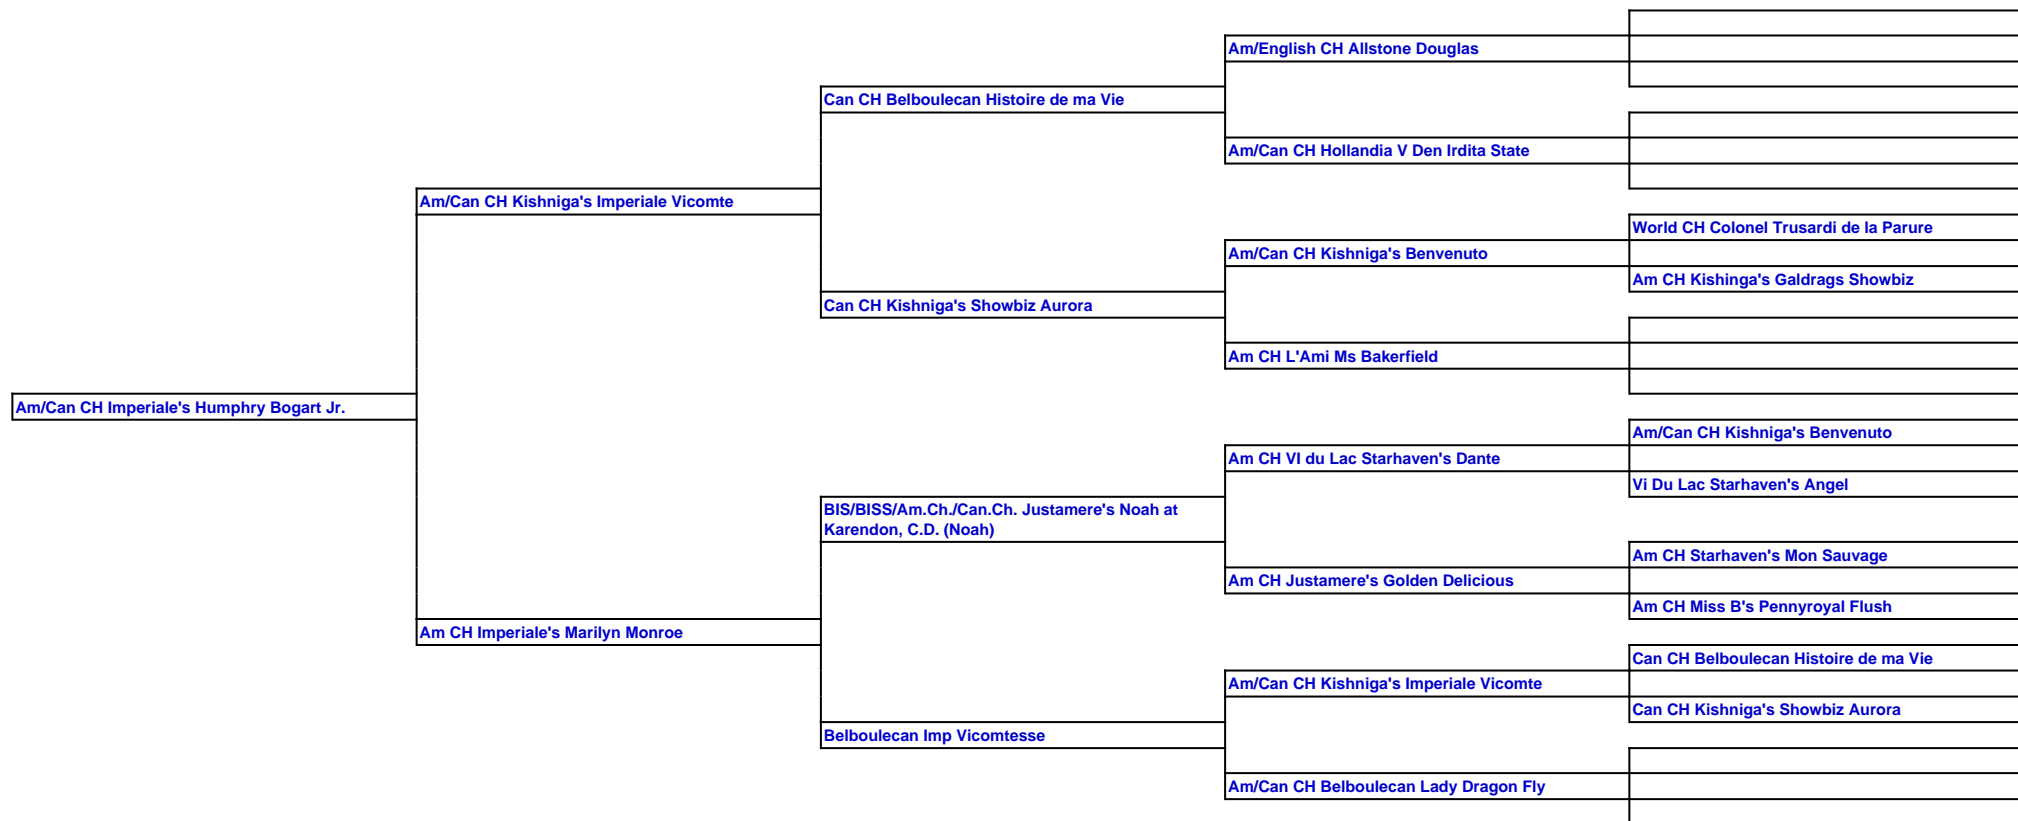 Am/English CH Allstone Douglas
Can CH Belboulecan Histoire de ma Vie
Am/Can CH Hollandia V Den Irdita State
Am/Can CH Kishniga's Imperiale Vicomte
World CH Colonel Trusardi de la Parure
Am/Can CH Kishniga's Benvenuto
Am CH Kishinga's Galdrags Showbiz
Can CH Kishniga's Showbiz Aurora
Am CH L'Ami Ms Bakerfield
Am/Can CH Imperiale's Humphry Bogart Jr.
Am/Can CH Kishniga's Benvenuto
Am CH VI du Lac Starhaven's Dante
Vi Du Lac Starhaven's Angel
BIS/BISS/Am.Ch./Can.Ch. Justamere's Noah at
Karendon, C.D. (Noah)
Am CH Starhaven's Mon Sauvage
Am CH Justamere's Golden Delicious
Am CH Miss B's Pennyroyal Flush
Am CH Imperiale's Marilyn Monroe
Can CH Belboulecan Histoire de ma Vie
Am/Can CH Kishniga's Imperiale Vicomte
Can CH Kishniga's Showbiz Aurora
Belboulecan Imp Vicomtesse
Am/Can CH Belboulecan Lady Dragon Fly